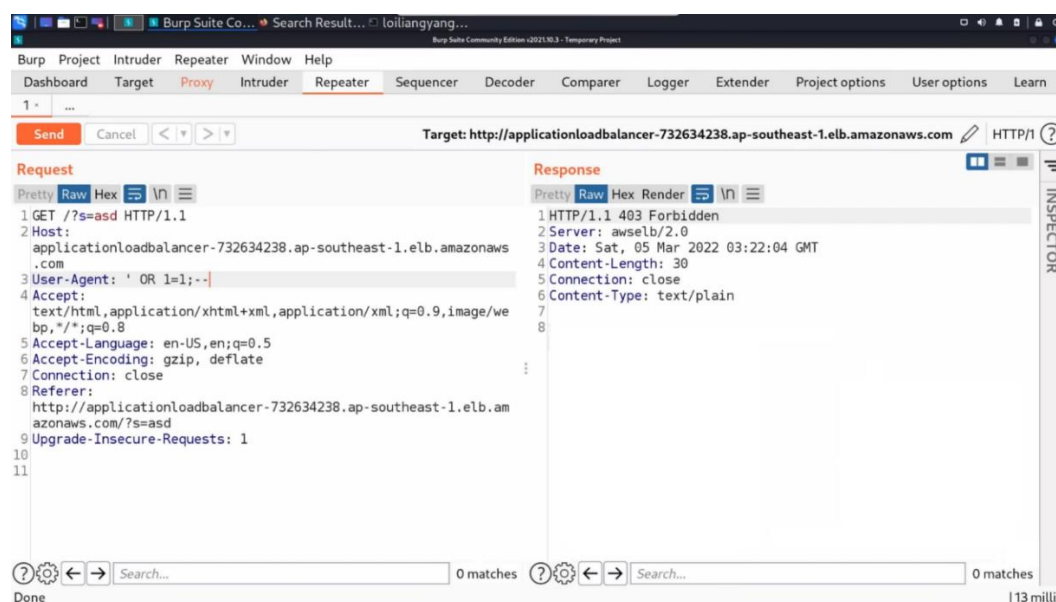 Burp Suite Co... Search Result... loiliangyang...
Burp Suite Community Edition v2021.10.3 - Temporary Project
Burp Project Intruder Repeater Window Help
Dashboard Target Proxy Intruder Repeater Sequencer Decoder Comparer Logger Extender Project options User options Learn
1 ...
Send Cancel < > Target: http://applicationloadbalancer-732634238.ap-southeast-1.elb.amazonaws.com HTTP/1 ?
Request
Pretty Raw Hex \n
1 GET /?s=asd HTTP/1.1
2 Host:
applicationloadbalancer-732634238.ap-southeast-1.elb.amazonaws
.com
3 User-Agent: ' OR 1=1;--
4 Accept:
text/html,application/xhtml+xml,application/xml;q=0.9,image/we
bp,*/*;q=0.8
5 Accept-Language: en-US,en;q=0.5
6 Accept-Encoding: gzip, deflate
7 Connection: close
8 Referer:
http://applicationloadbalancer-732634238.ap-southeast-1.elb.am
azonaws.com/?s=asd
9 Upgrade-Insecure-Requests: 1
10
11
? Search... 0 matches
Response
Pretty Raw Hex Render \n
1 HTTP/1.1 403 Forbidden
2 Server: awselb/2.0
3 Date: Sat, 05 Mar 2022 03:22:04 GMT
4 Content-Length: 30
5 Connection: close
6 Content-Type: text/plain
7
8
? Search... 0 matches
INSPECTOR
Done
13 milli